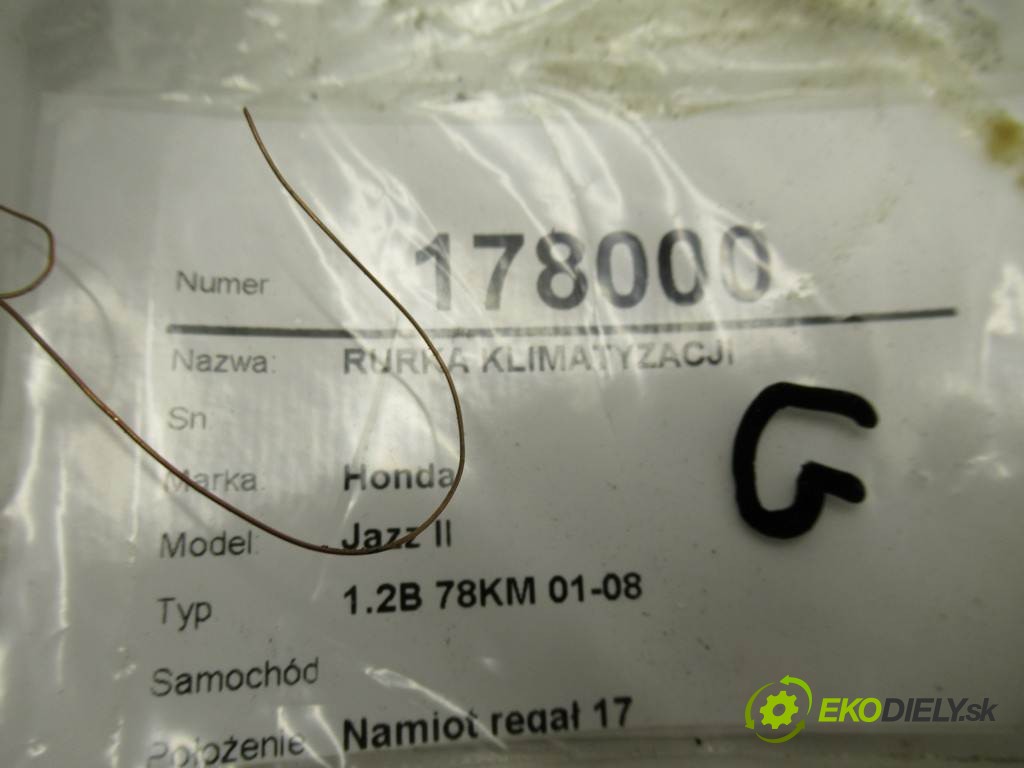 Numer 178000
Nazwa: RURKA KLIMATYZACJI
Sn
Marka: Honda
Model: Jazz II
Typ 1.2B 78KM 01-08
Samochód
Położenie Namiot regał 17
G
EKODIELY.sk